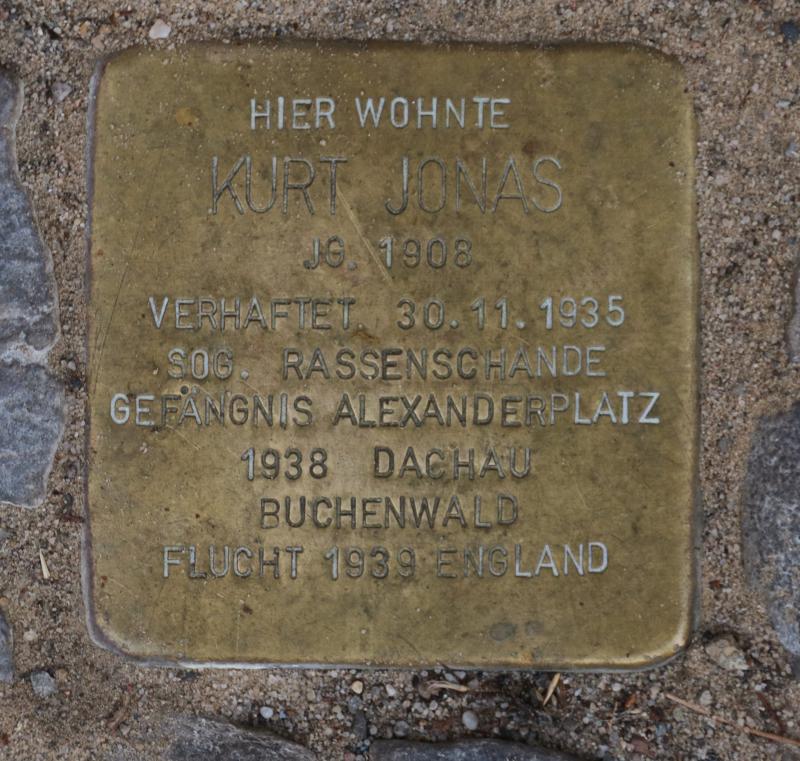 HIER WOHNTE
KURT JONAS
JG. 1908
VERHAFTET 30.11.1935
SOG. RASSENSCHANDE
GEFÄNGNIS ALEXANDERPLATZ
1938 DACHAU
BUCHENWALD
FLUCHT 1939 ENGLAND